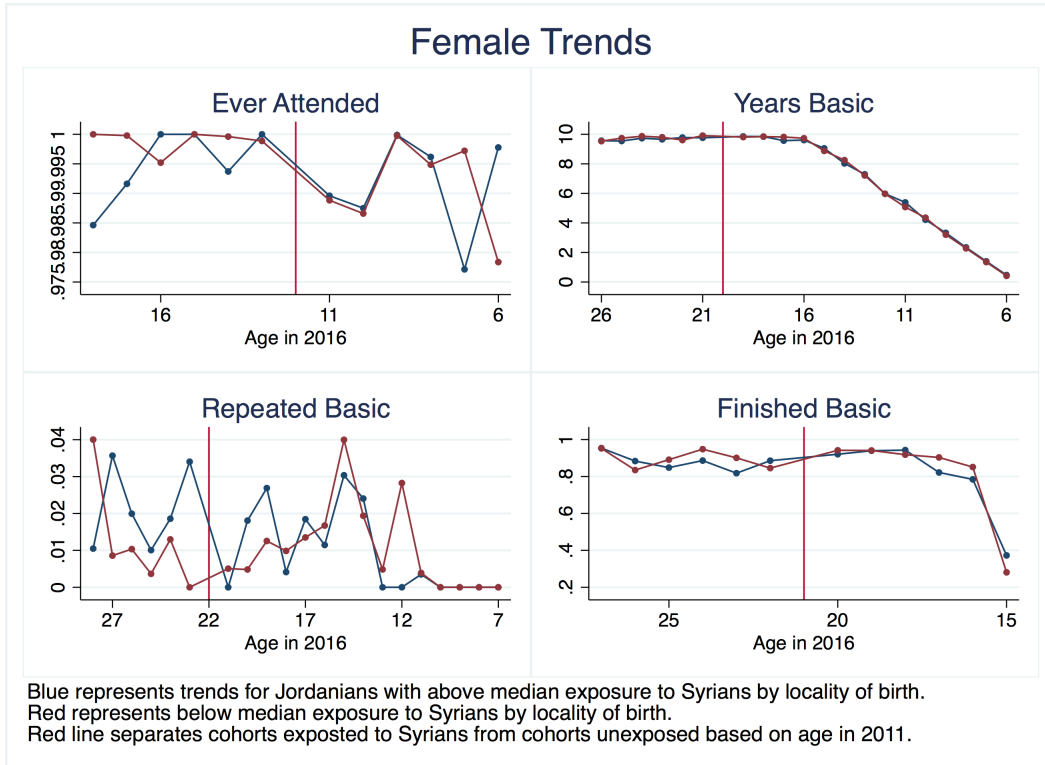 Female Trends
Ever Attended
.975.98.985.99.995 1
16 11 6
Age in 2016
Years Basic
10
8
6
4
2
0
26 21 16 11 6
Age in 2016
Repeated Basic
.04
.03
.02
.01
0
27 22 17 12 7
Age in 2016
Finished Basic
1
.8
.6
.4
.2
25 20 15
Age in 2016
Blue represents trends for Jordanians with above median exposure to Syrians by locality of birth.
Red represents below median exposure to Syrians by locality of birth.
Red line separates cohorts exposted to Syrians from cohorts unexposed based on age in 2011.